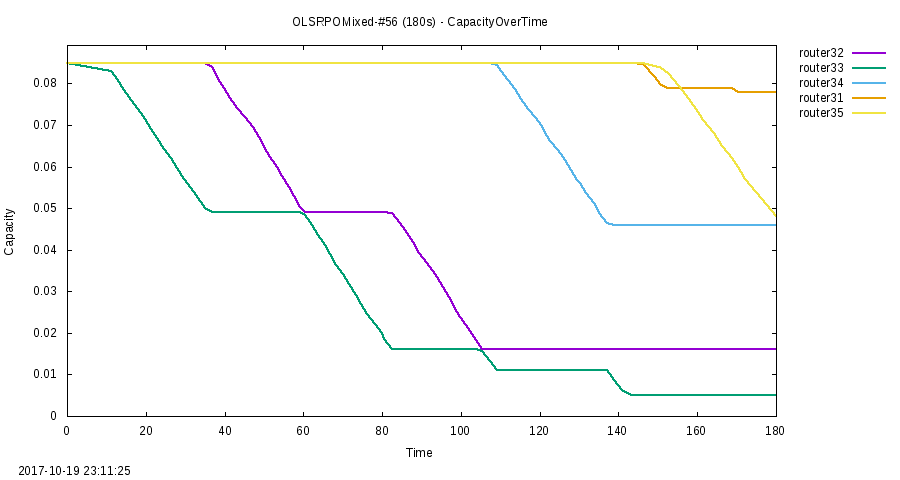 OLSRPOMixed-#56 (180s) - CapacityOverTime
router32
router33
router34
router31
router35
0.08
0.07
0.06
0.05
0.04
0.03
0.02
0.01
0
Capacity
0 20 40 60 80 100 120 140 160 180
Time
2017-10-19 23:11:25